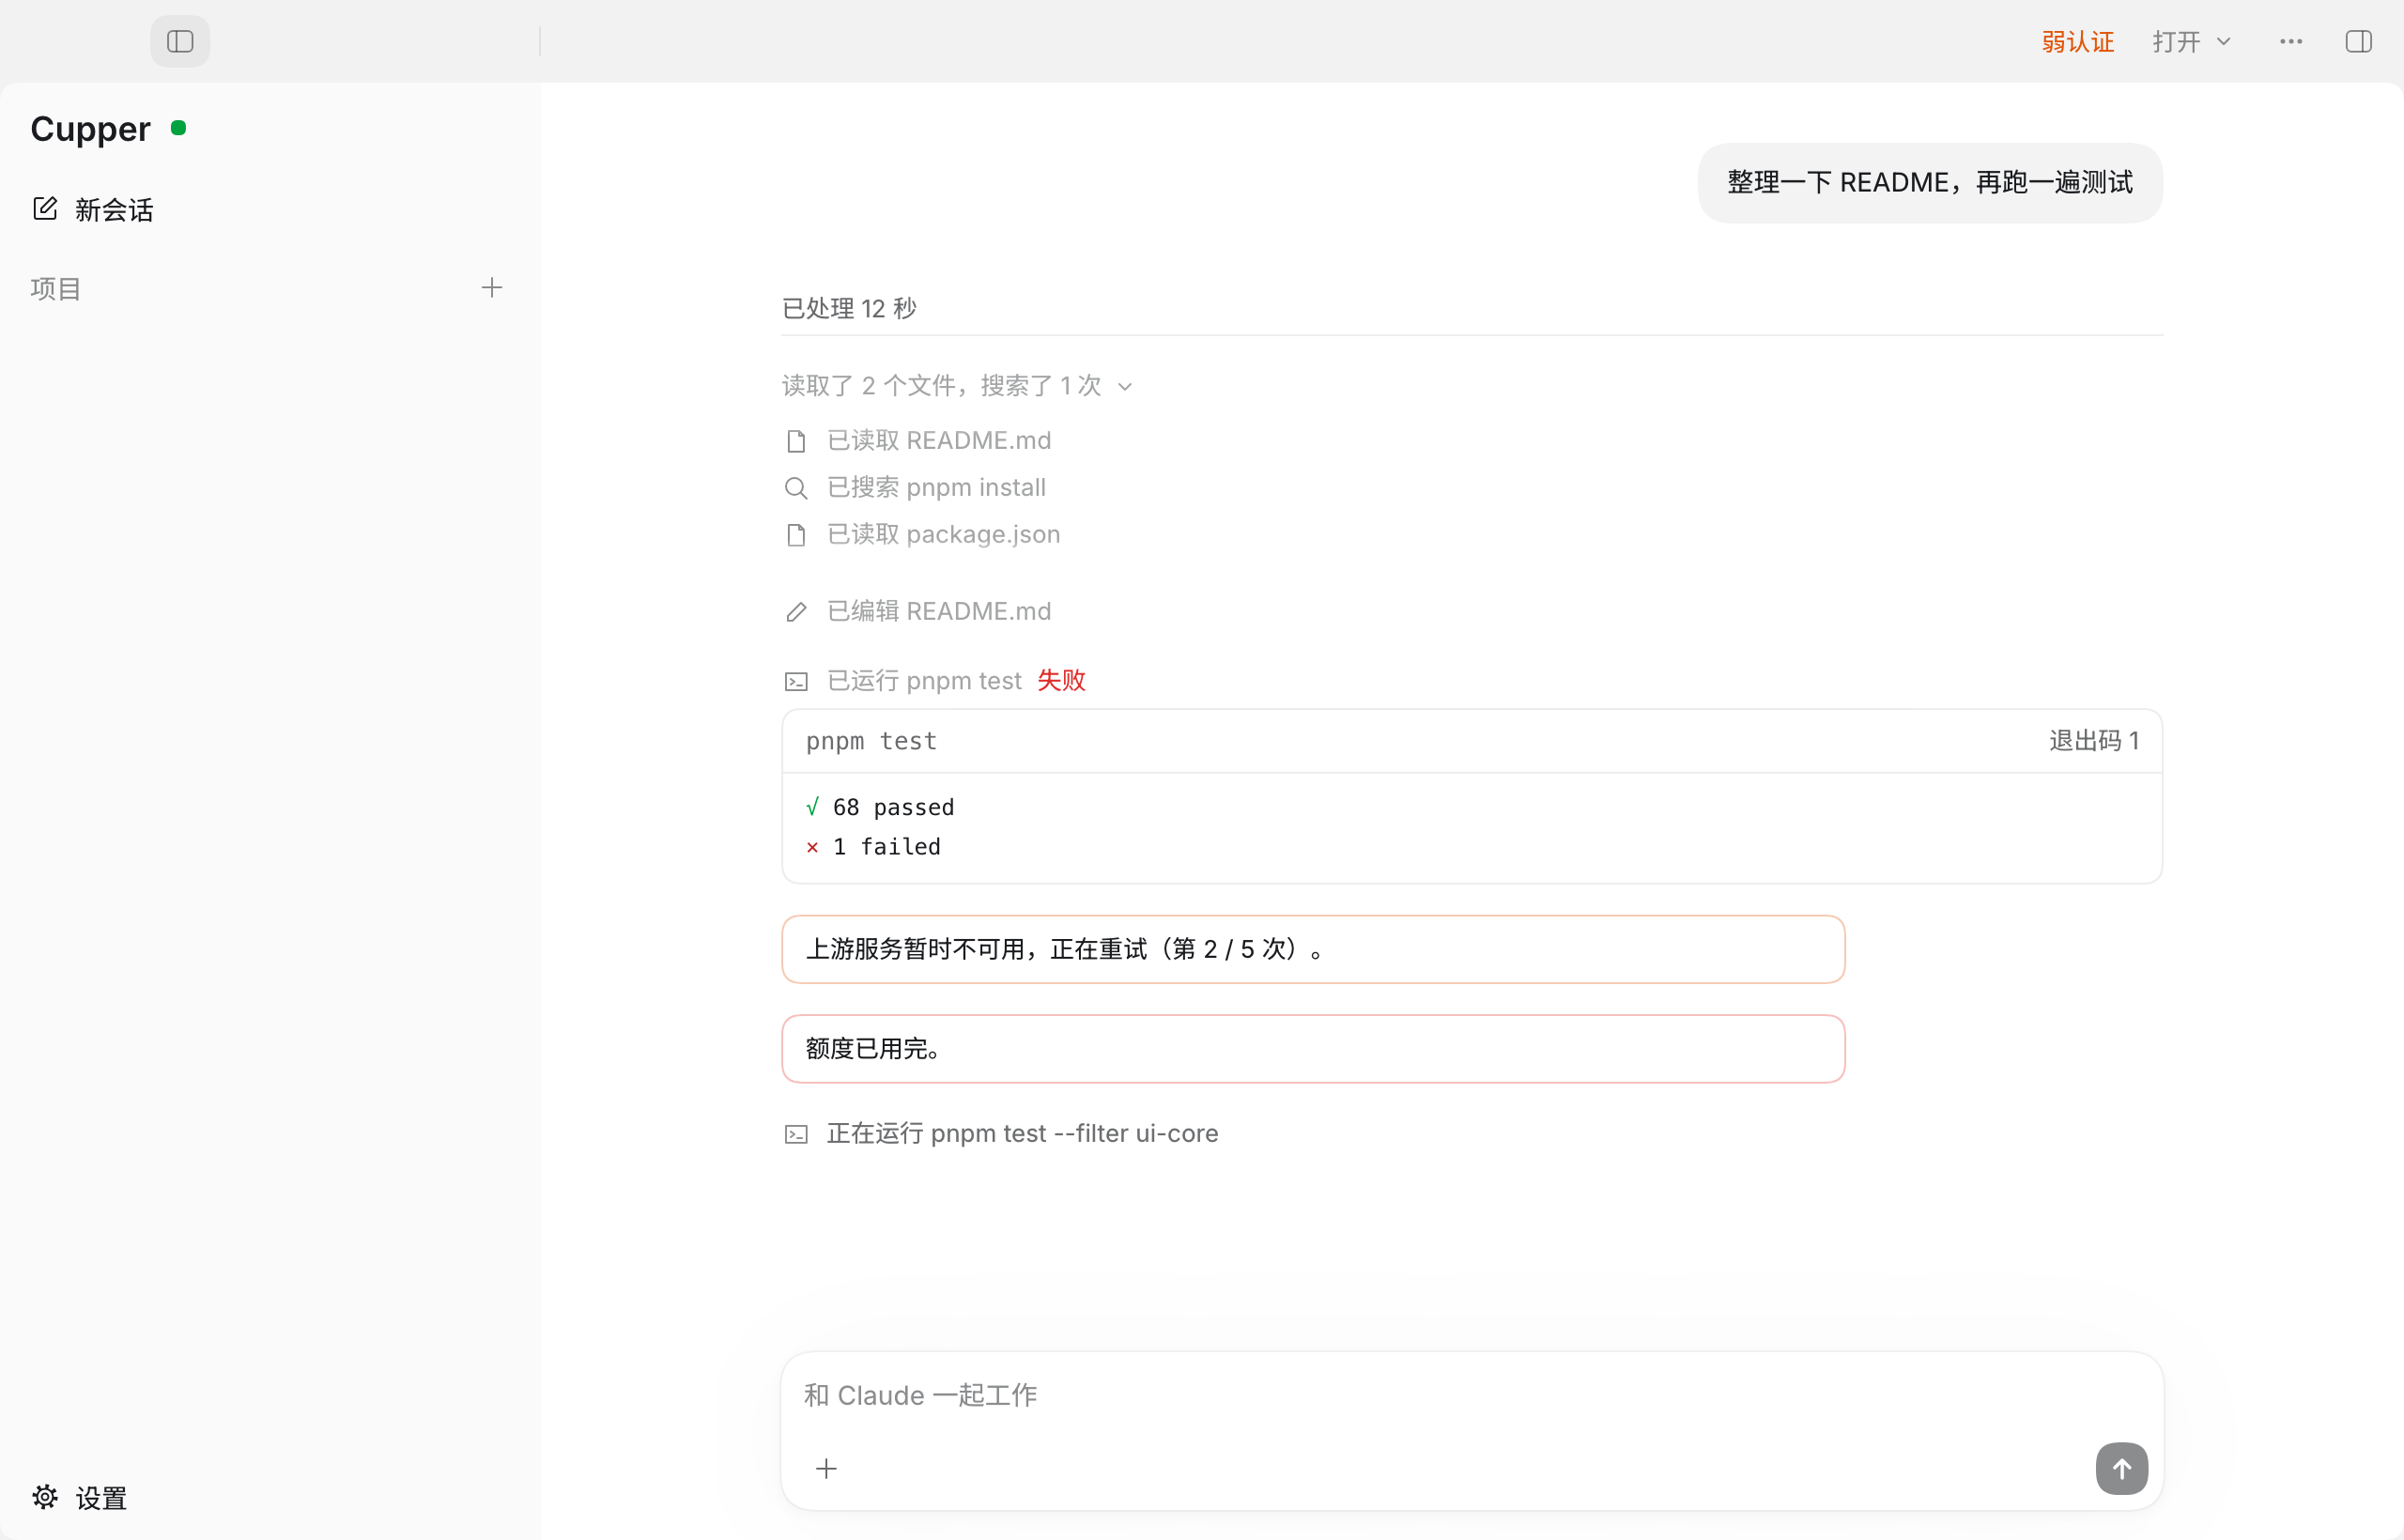 弱认证
打开
Cupper
新会话
项目
整理一下 README，再跑一遍测试
已处理 12 秒
读取了 2 个文件，搜索了 1 次
已读取 README.md
已搜索 pnpm install
已读取 package.json
已编辑 README.md
已运行 pnpm test 失败
pnpm test 退出码 1
√ 68 passed
× 1 failed
上游服务暂时不可用，正在重试（第 2 / 5 次）。
额度已用完。
正在运行 pnpm test --filter ui-core
和 Claude 一起工作
设置